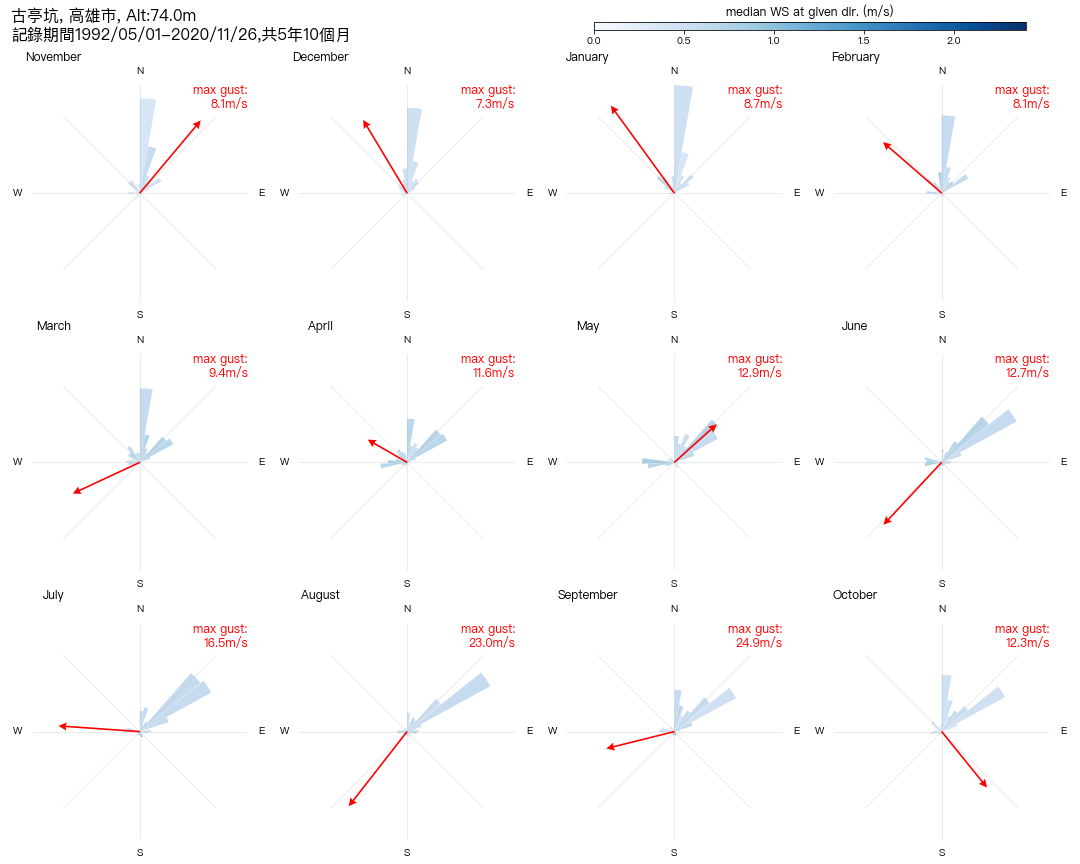 古亭坑, 高雄市, Alt:74.0m
記錄期間1992/05/01–2020/11/26,共5年10個月
median WS at given dir. (m/s)
0.0 0.5 1.0 1.5 2.0
November
N
max gust:
8.1m/s
W
E
S
December
N
max gust:
7.3m/s
W
E
S
January
N
max gust:
8.7m/s
W
E
S
February
N
max gust:
8.1m/s
W
E
S
March
N
max gust:
9.4m/s
W
E
S
April
N
max gust:
11.6m/s
W
E
S
May
N
max gust:
12.9m/s
W
E
S
June
N
max gust:
12.7m/s
W
E
S
July
N
max gust:
16.5m/s
W
E
S
August
N
max gust:
23.0m/s
W
E
S
September
N
max gust:
24.9m/s
W
E
S
October
N
max gust:
12.3m/s
W
E
S